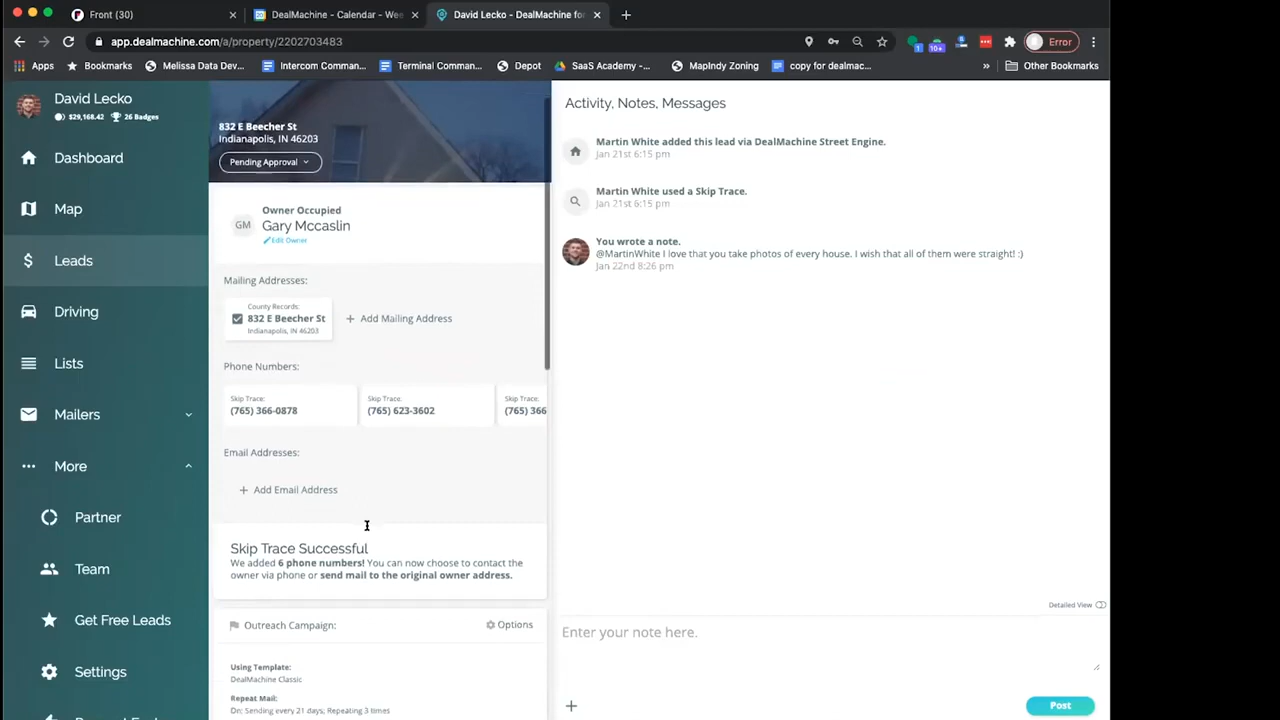 Front (30)
DealMachine - Calendar - Wee
David Lecko - DealMachine for
app.dealmachine.com/a/property/2202703483
1
10+
Error
Apps
Bookmarks
Melissa Data Dev...
Intercom Comman...
Terminal Comman...
Depot
SaaS Academy -...
MapIndy Zoning
copy for dealmac...
»
Other Bookmarks
David Lecko
$29,168.42
26 Badges
Dashboard
Map
Leads
Driving
Lists
Mailers
More
Partner
Team
Get Free Leads
Settings
832 E Beecher St
Indianapolis, IN 46203
Pending Approval
GM
Owner Occupied
Gary Mccaslin
Edit Owner
Mailing Addresses:
County Records:
832 E Beecher St
Indianapolis, IN 46203
+ Add Mailing Address
Phone Numbers:
Skip Trace:
(765) 366-0878
Skip Trace:
(765) 623-3602
Skip Trace:
(765) 366
Email Addresses:
+ Add Email Address
Skip Trace Successful
We added 6 phone numbers! You can now choose to contact the
owner via phone or send mail to the original owner address.
Outreach Campaign:
Options
Using Template:
DealMachine Classic
Repeat Mail:
On: Sending every 21 days; Repeating 3 times
Activity, Notes, Messages
Martin White added this lead via DealMachine Street Engine.
Jan 21st 6:15 pm
Martin White used a Skip Trace.
Jan 21st 6:15 pm
You wrote a note.
@MartinWhite I love that you take photos of every house. I wish that all of them were straight! :)
Jan 22nd 8:26 pm
Detailed View
Enter your note here.
+
Post